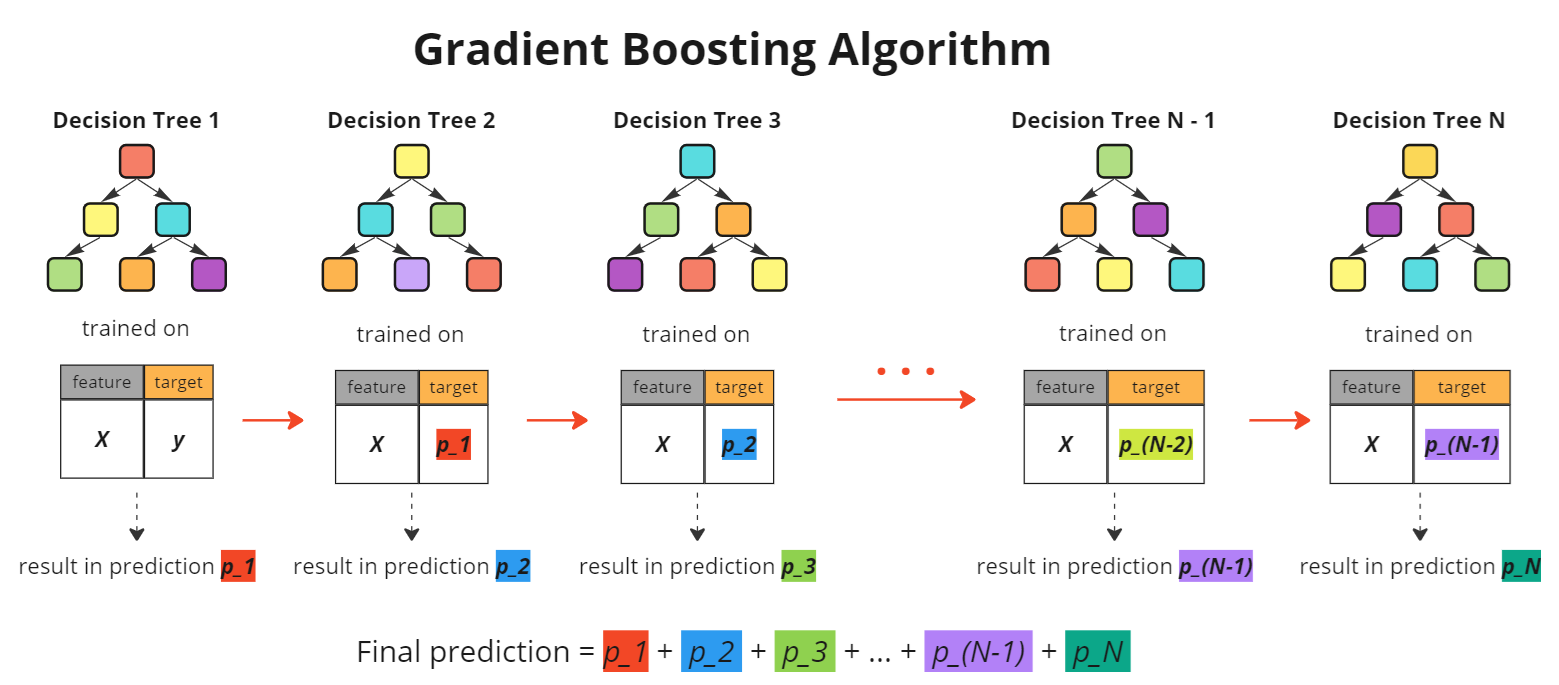 Gradient Boosting Algorithm
Decision Tree 1
Decision Tree 2
Decision Tree 3
Decision Tree N - 1
Decision Tree N
trained on
trained on
trained on
trained on
trained on
feature target
X y
feature target
X p_1
feature target
X p_2
. . .
feature target
X p_(N-2)
feature target
X p_(N-1)
result in prediction p_1
result in prediction p_2
result in prediction p_3
result in prediction p_(N-1)
result in prediction p_N
Final prediction = p_1 + p_2 + p_3 + ... + p_(N-1) + p_N